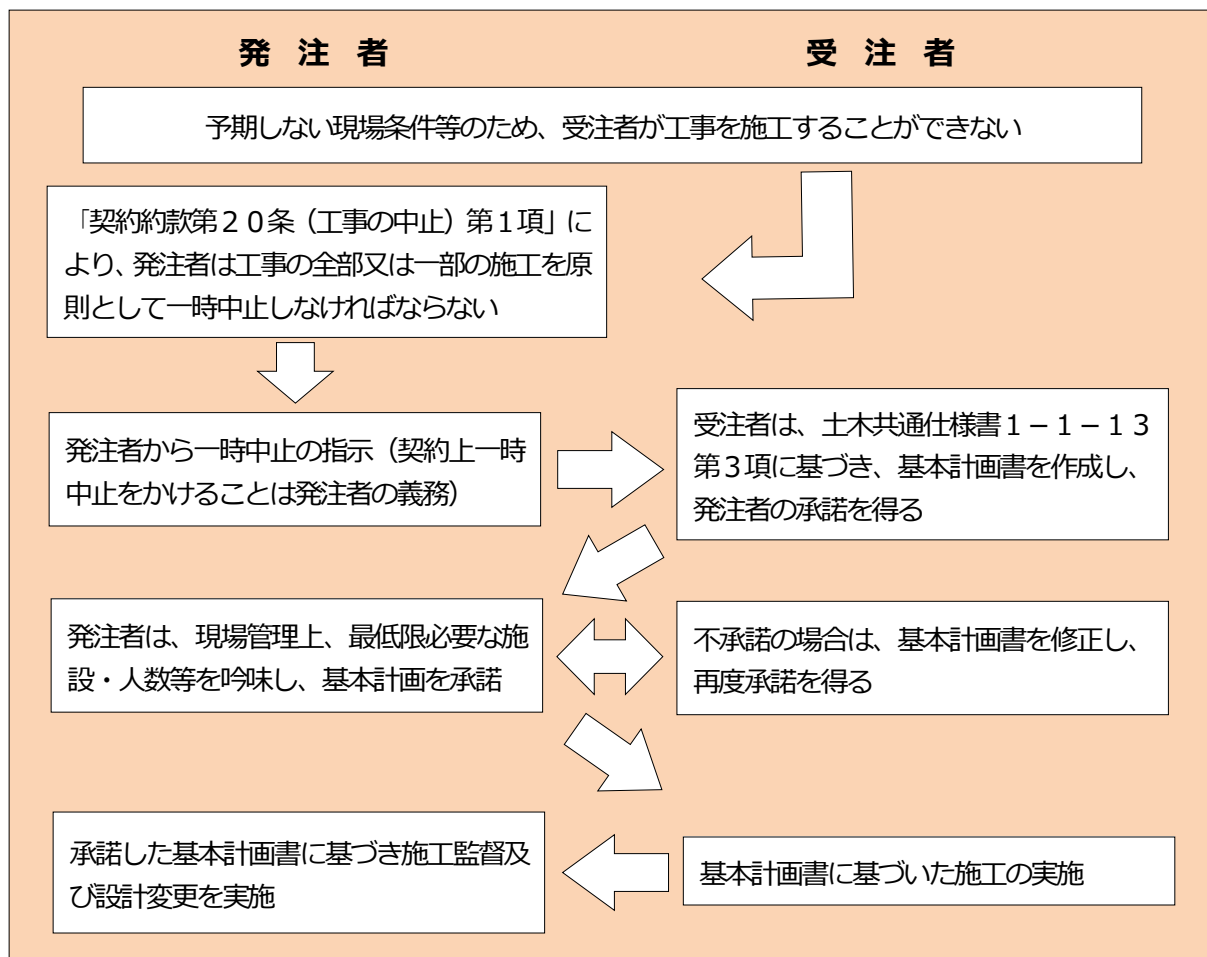 発 注 者
受 注 者
予期しない現場条件等のため、受注者が工事を施工することができない
「契約約款第２０条（工事の中止）第１項」に
より、発注者は工事の全部又は一部の施工を原
則として一時中止しなければならない
発注者から一時中止の指示（契約上一時
中止をかけることは発注者の義務）
受注者は、土木共通仕様書１－１－１３
第３項に基づき、基本計画書を作成し、
発注者の承諾を得る
発注者は、現場管理上、最低限必要な施
設・人数等を吟味し、基本計画を承諾
不承諾の場合は、基本計画書を修正し、
再度承諾を得る
承諾した基本計画書に基づき施工監督及
び設計変更を実施
基本計画書に基づいた施工の実施